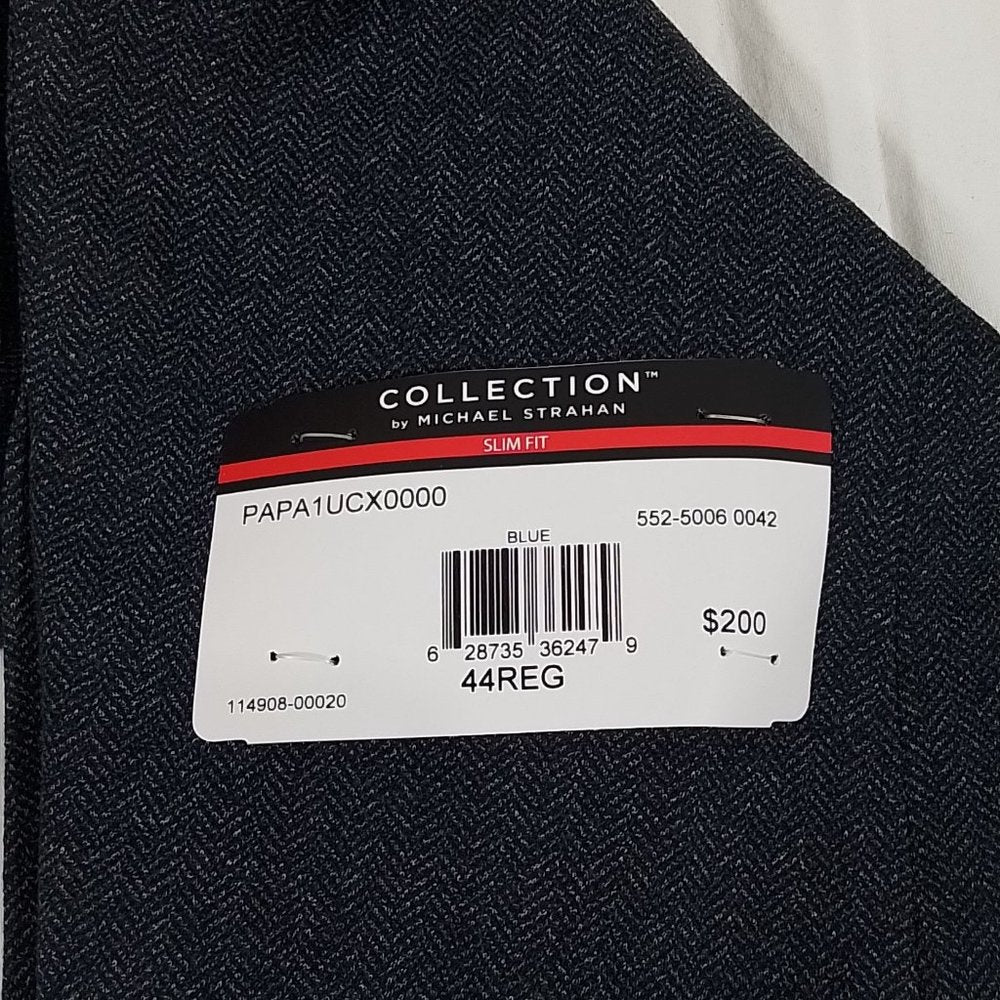 COLLECTION™
by MICHAEL STRAHAN
SLIM FIT
PAPA1UCX0000
552-5006 0042
BLUE
$200
6 28735 36247 9
44REG
114908-00020